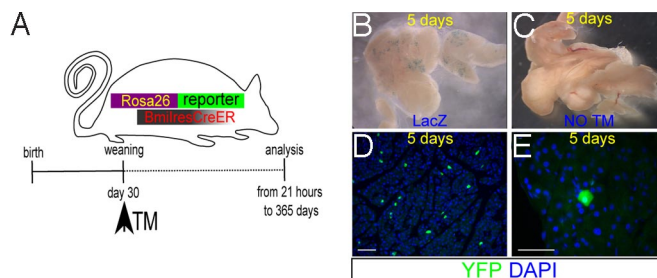 A
Rosa26 reporter
BmiIresCreER
birth weaning analysis
day 30 from 21 hours
to 365 days
TM
B 5 days
LacZ
C 5 days
NO TM
D 5 days
E 5 days
YFP DAPI